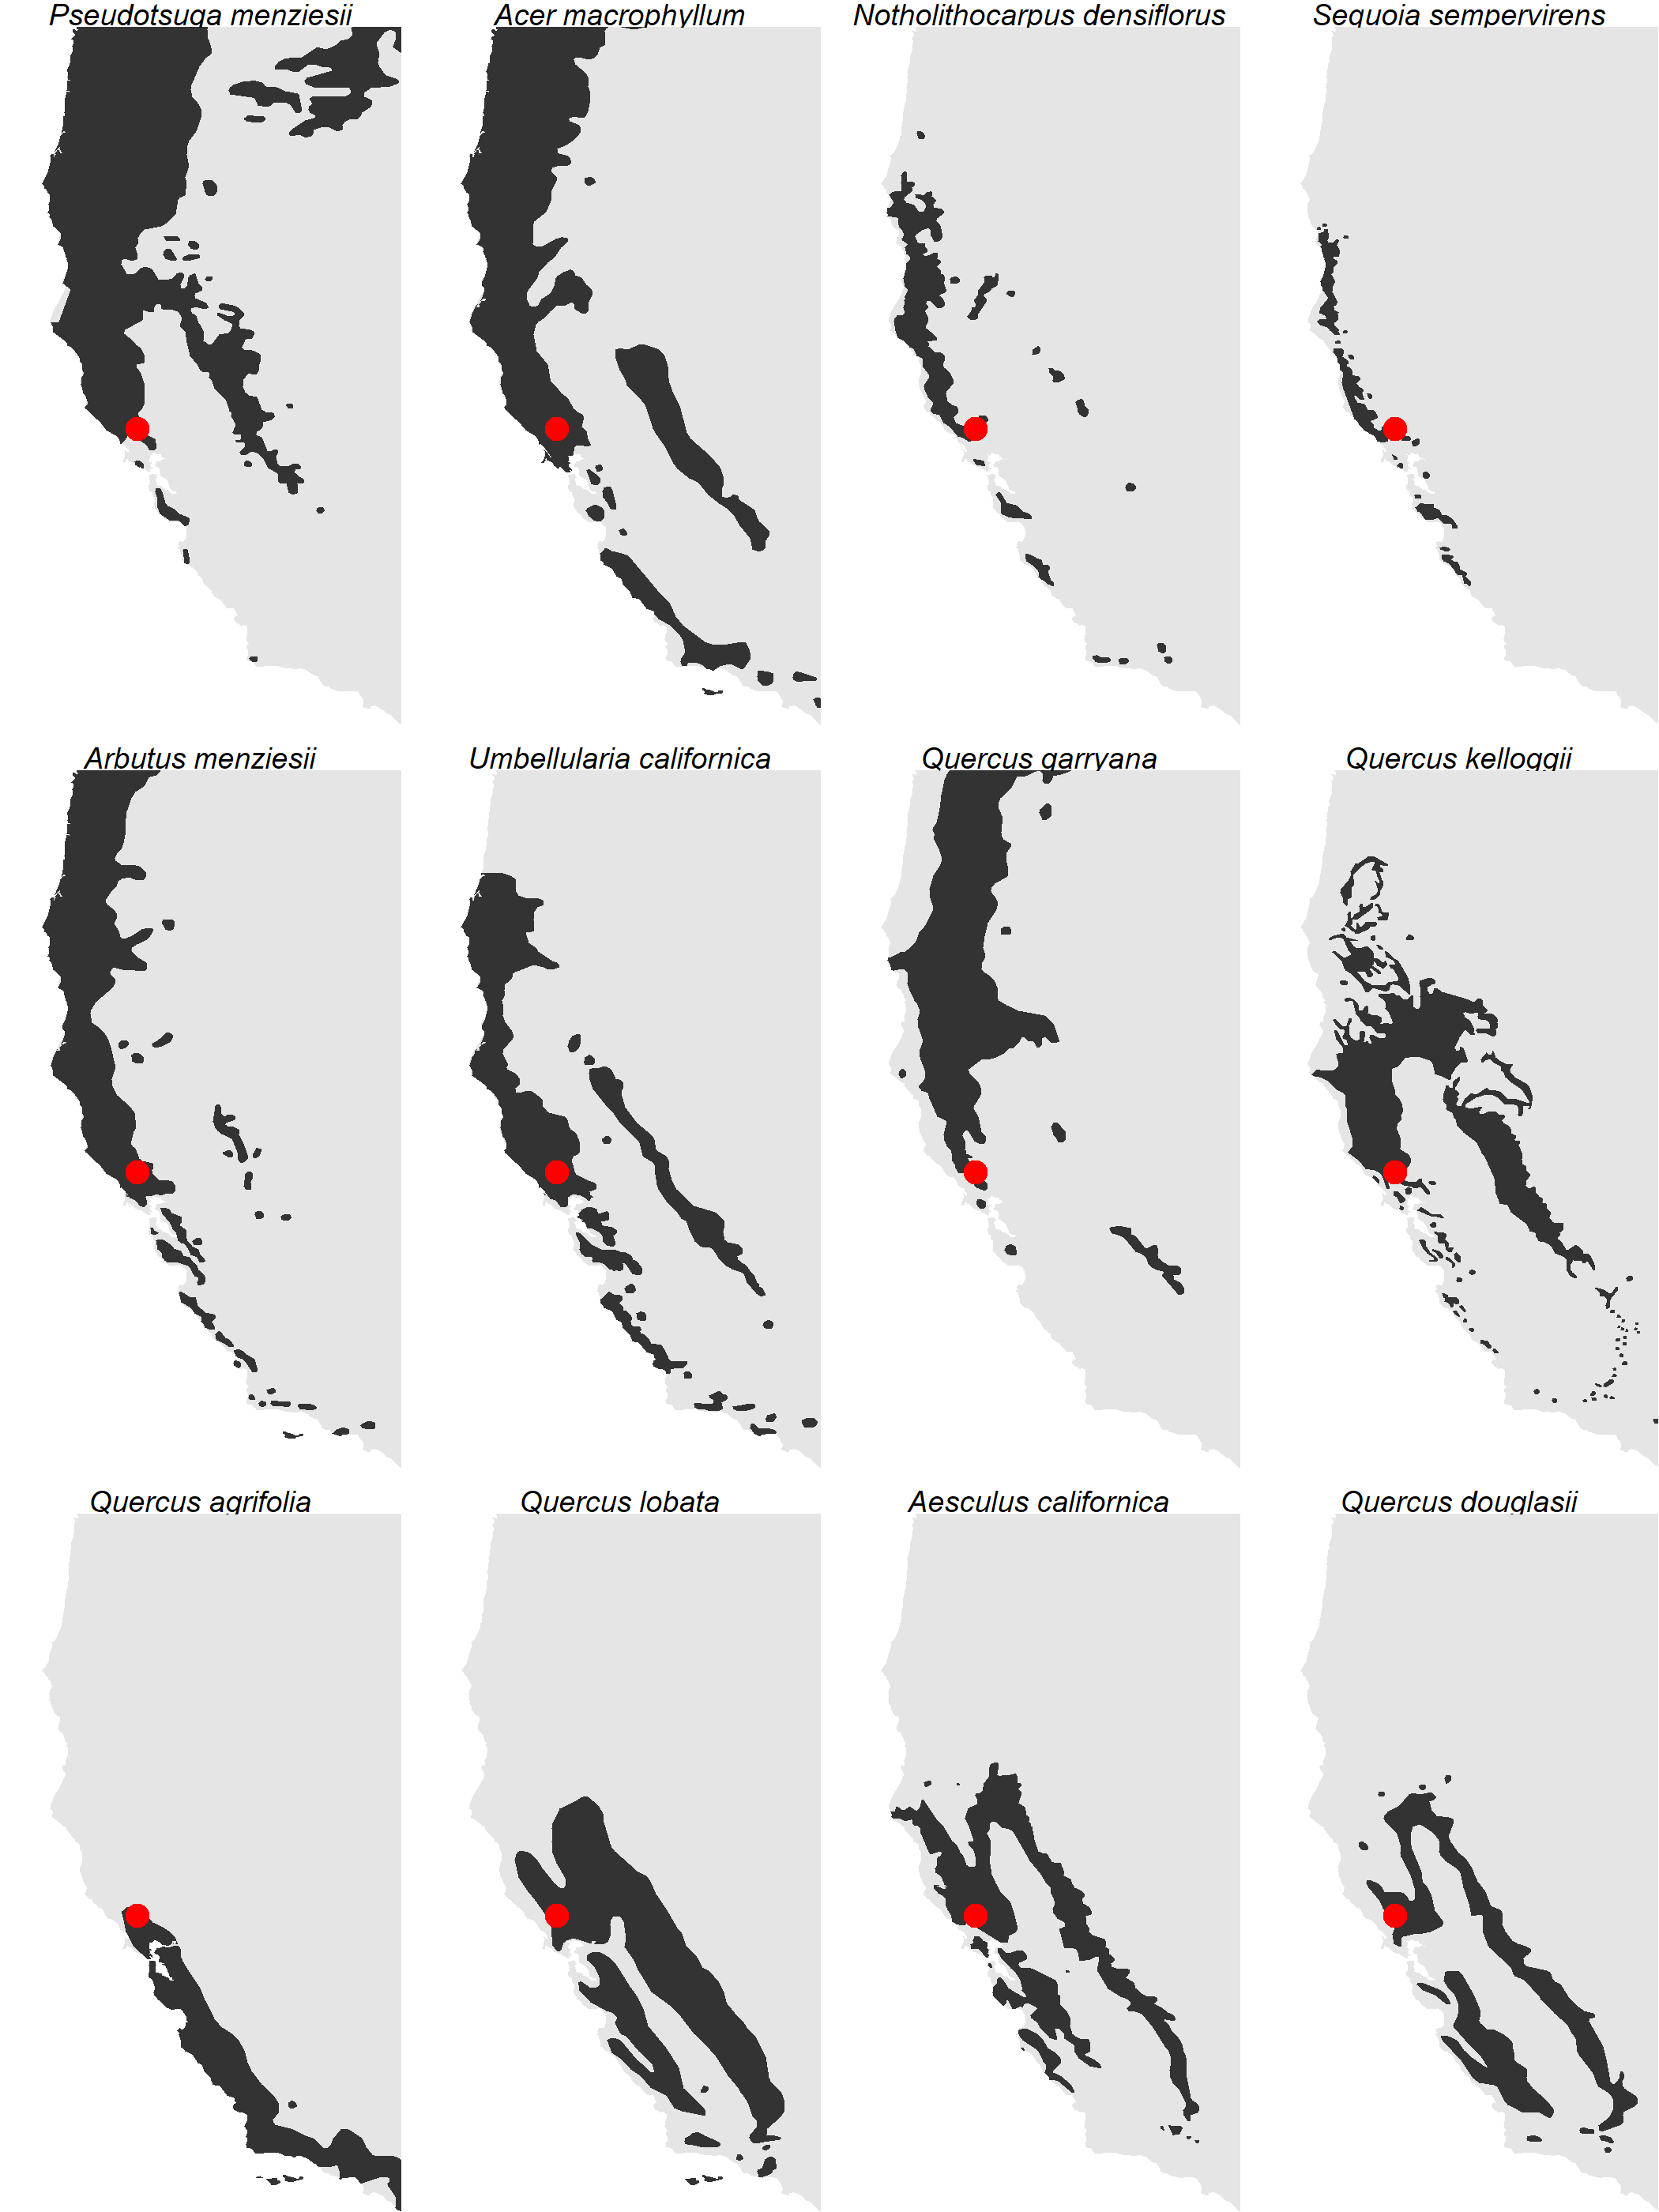 Pseudotsuga menziesii
Acer macrophyllum
Notholithocarpus densiflorus
Sequoia sempervirens
Arbutus menziesii
Umbellularia californica
Quercus garryana
Quercus kelloggii
Quercus agrifolia
Quercus lobata
Aesculus californica
Quercus douglasii